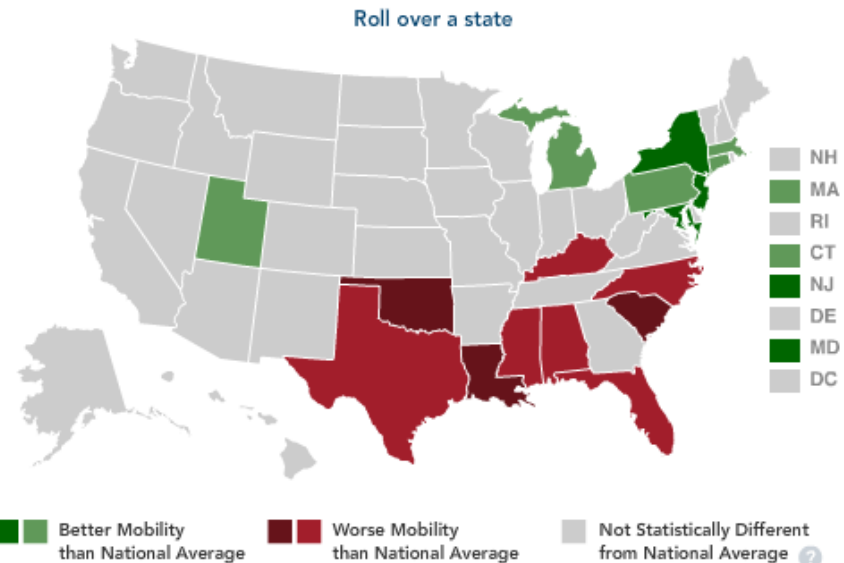 Roll over a state
NH
MA
RI
CT
NJ
DE
MD
DC
Better Mobility
than National Average
Worse Mobility
than National Average
Not Statistically Different
from National Average ?